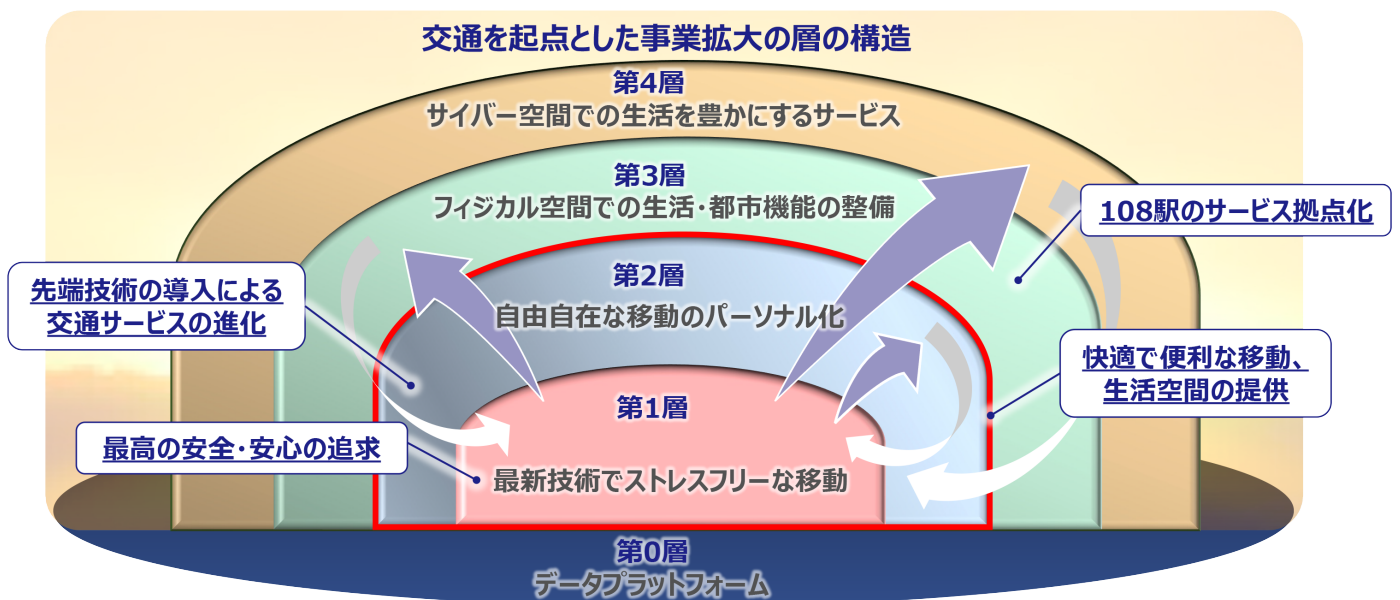 交通を起点とした事業拡大の層の構造
第4層
サイバー空間での生活を豊かにするサービス
第3層
フィジカル空間での生活・都市機能の整備
108駅のサービス拠点化
第2層
自由自在な移動のパーソナル化
先端技術の導入による
交通サービスの進化
快適で便利な移動、
生活空間の提供
第1層
最高の安全・安心の追求
最新技術でストレスフリーな移動
第0層
データプラットフォーム